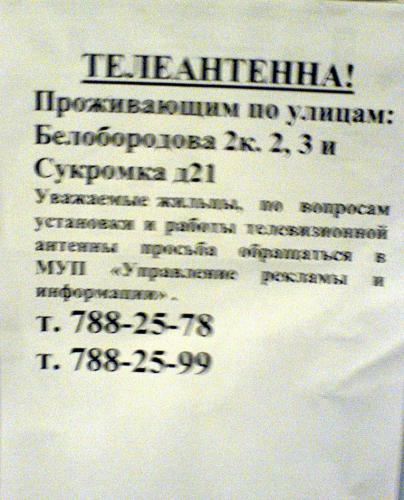 ТЕЛЕАНТЕННА!
Проживающим по улицам:
Белобородова 2к. 2, 3 и
Сукромка д21
Уважаемые жильцы, по вопросам
установки и работы телевизионной
антенны просьба обращаться в
МУП «Управление рекламы и
информации».
т. 788-25-78
т. 788-25-99